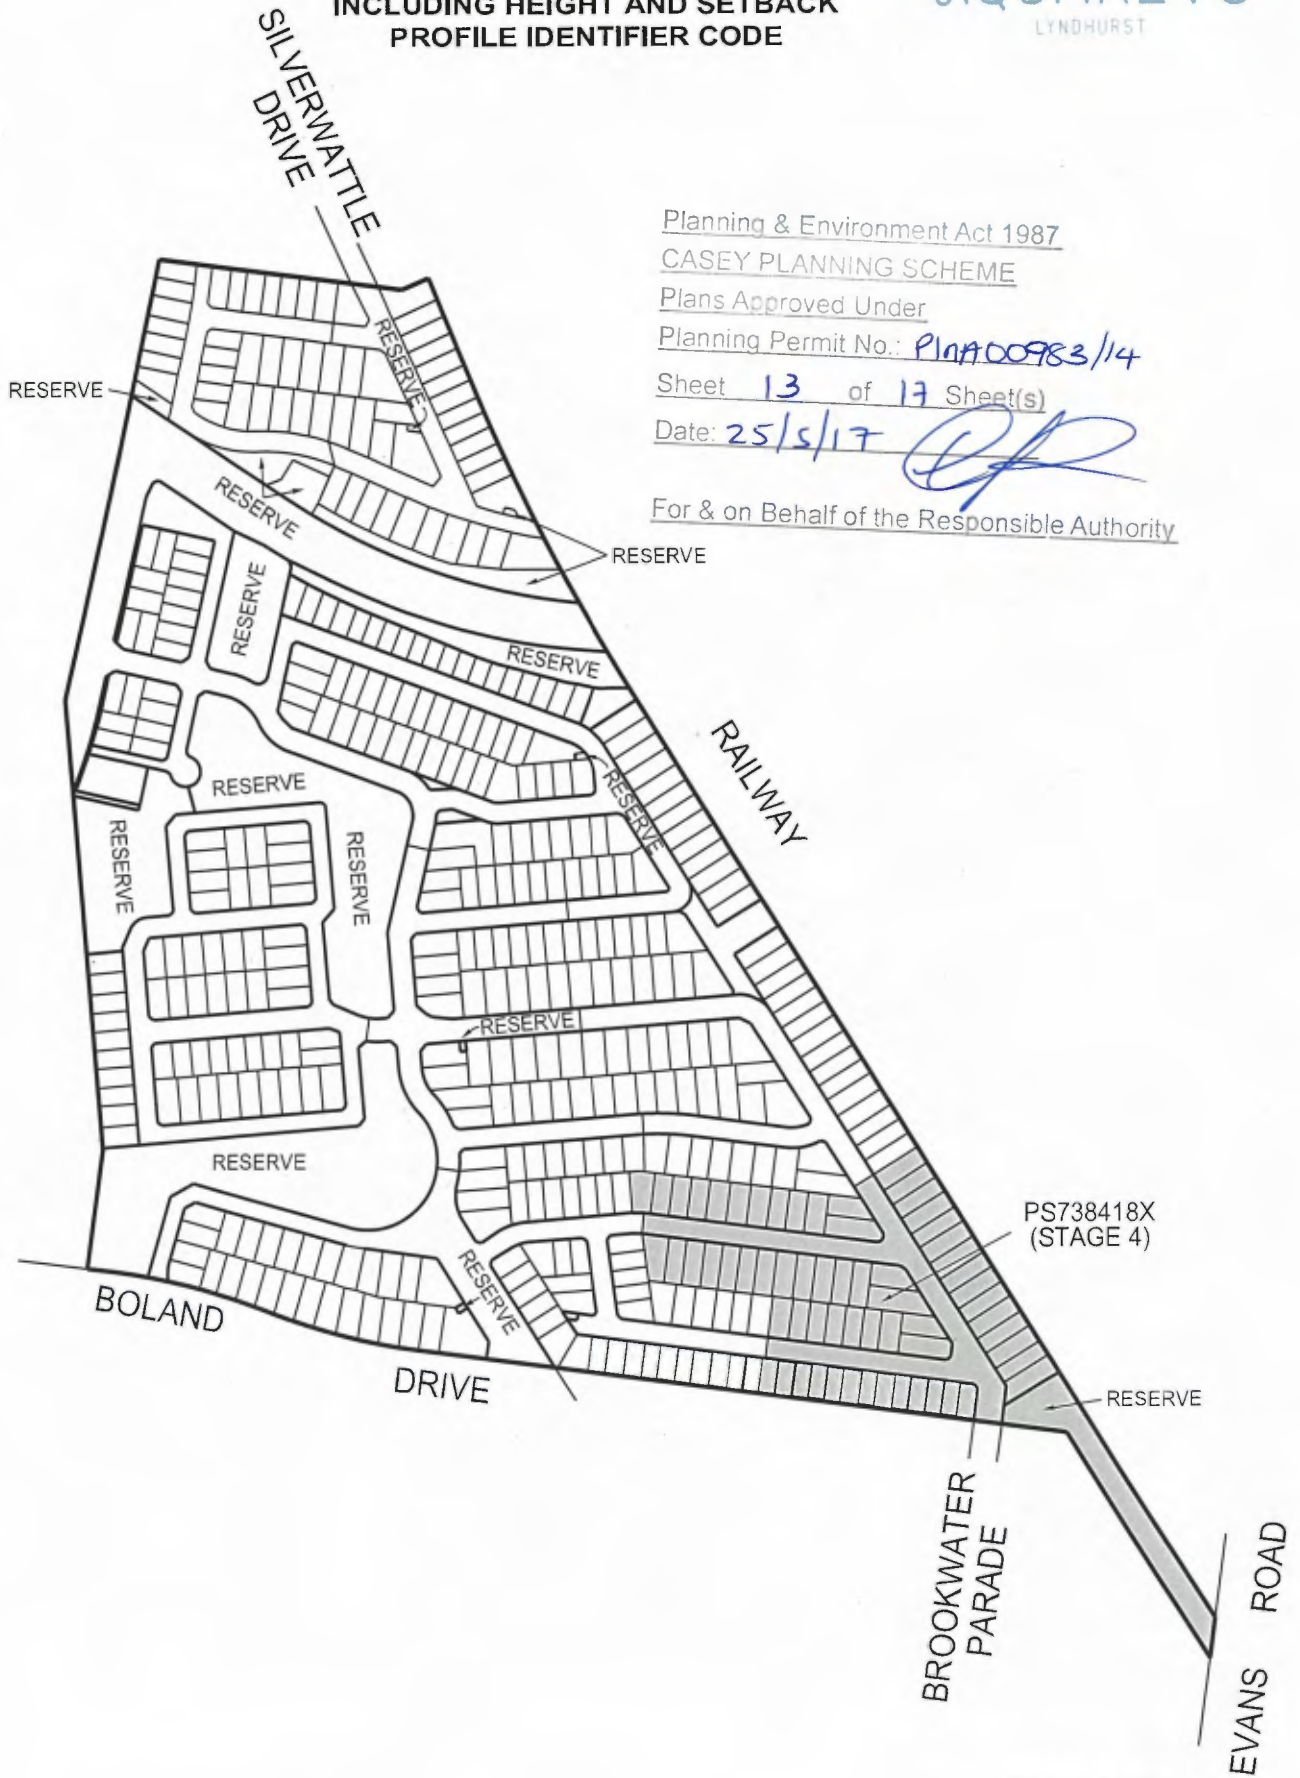 INCLUDING HEIGHT AND SETBACK
PROFILE IDENTIFIER CODE
LYNDHURST
SILVERWATTLE
DRIVE
Planning & Environment Act 1987
CASEY PLANNING SCHEME
Plans Approved Under
Planning Permit No.: PlnA00983/14
Sheet 13 of 17 Sheet(s)
Date: 25/5/17
For & on Behalf of the Responsible Authority
RESERVE
RESERVE
RESERVE
RESERVE
RESERVE
RESERVE
RAILWAY
RESERVE
RESERVE
RESERVE
RESERVE
RESERVE
RESERVE
PS738418X
(STAGE 4)
RESERVE
BOLAND
DRIVE
RESERVE
RESERVE
BROOKWATER
PARADE
EVANS ROAD